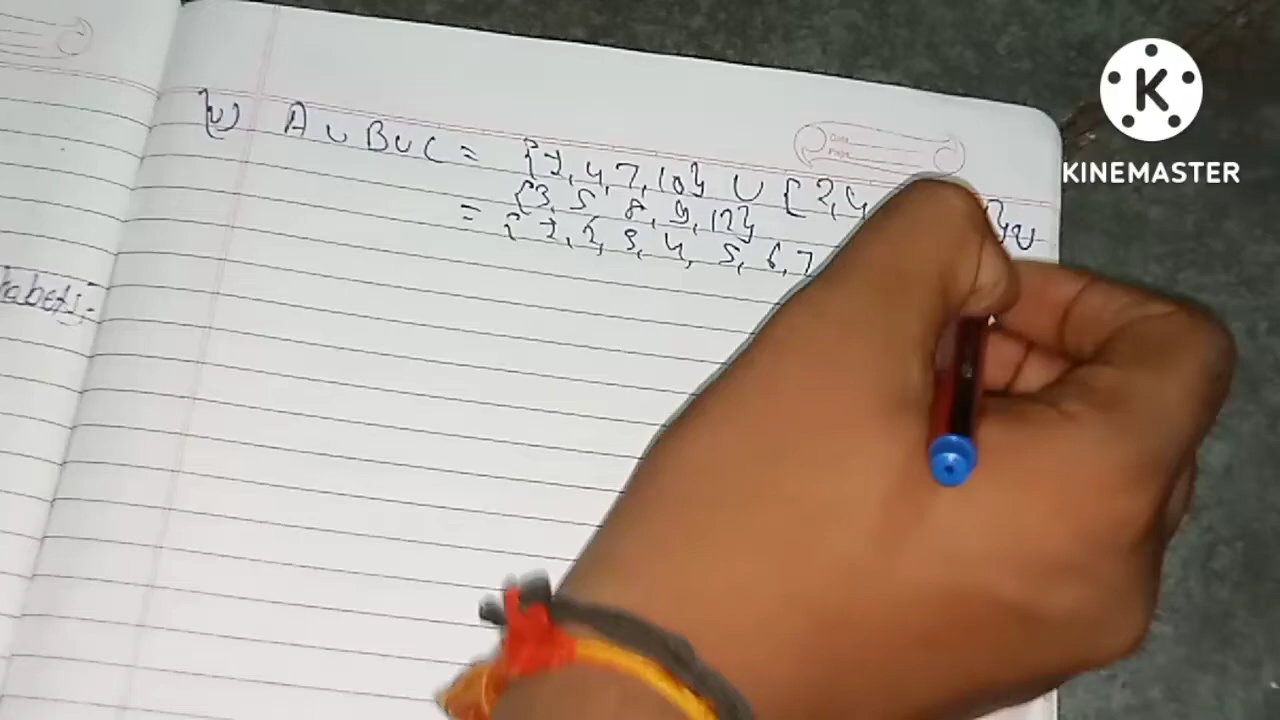 v) A ∪ B ∪ C = {1, 4, 7, 10} ∪ {2, 4,
{3, 5, 8, 9, 12}
= {1, 2, 3, 4, 5, 6, 7
habets:-
K
KINEMASTER